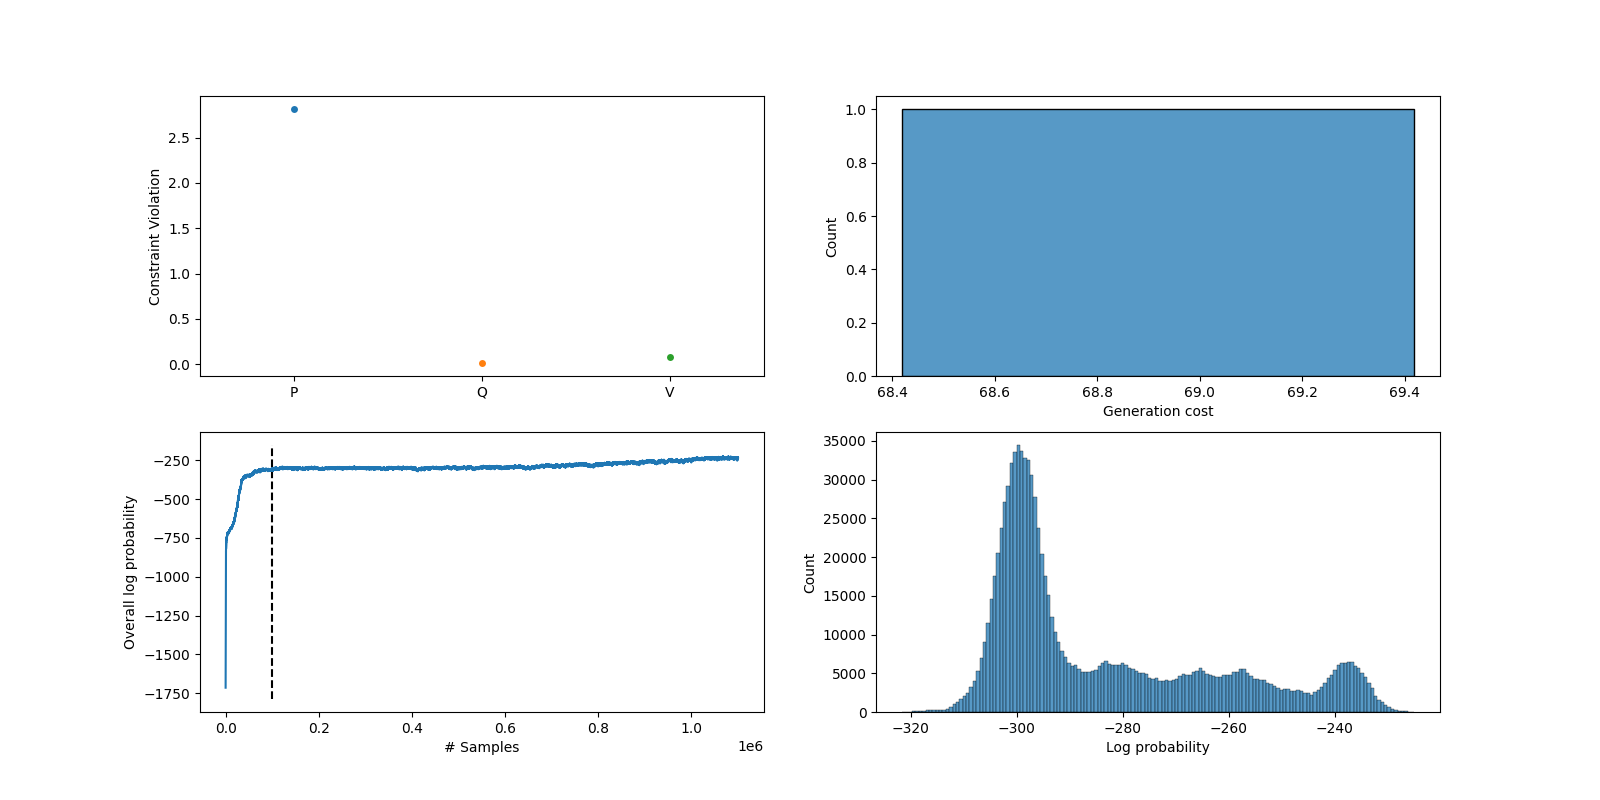 Constraint Violation
2.5
2.0
1.5
1.0
0.5
0.0
P Q V
Count
1.0
0.8
0.6
0.4
0.2
0.0
68.4 68.6 68.8 69.0 69.2 69.4
Generation cost
Overall log probability
−250
−500
−750
−1000
−1250
−1500
−1750
0.0 0.2 0.4 0.6 0.8 1.0
1e6
# Samples
Count
35000
30000
25000
20000
15000
10000
5000
0
−320 −300 −280 −260 −240
Log probability